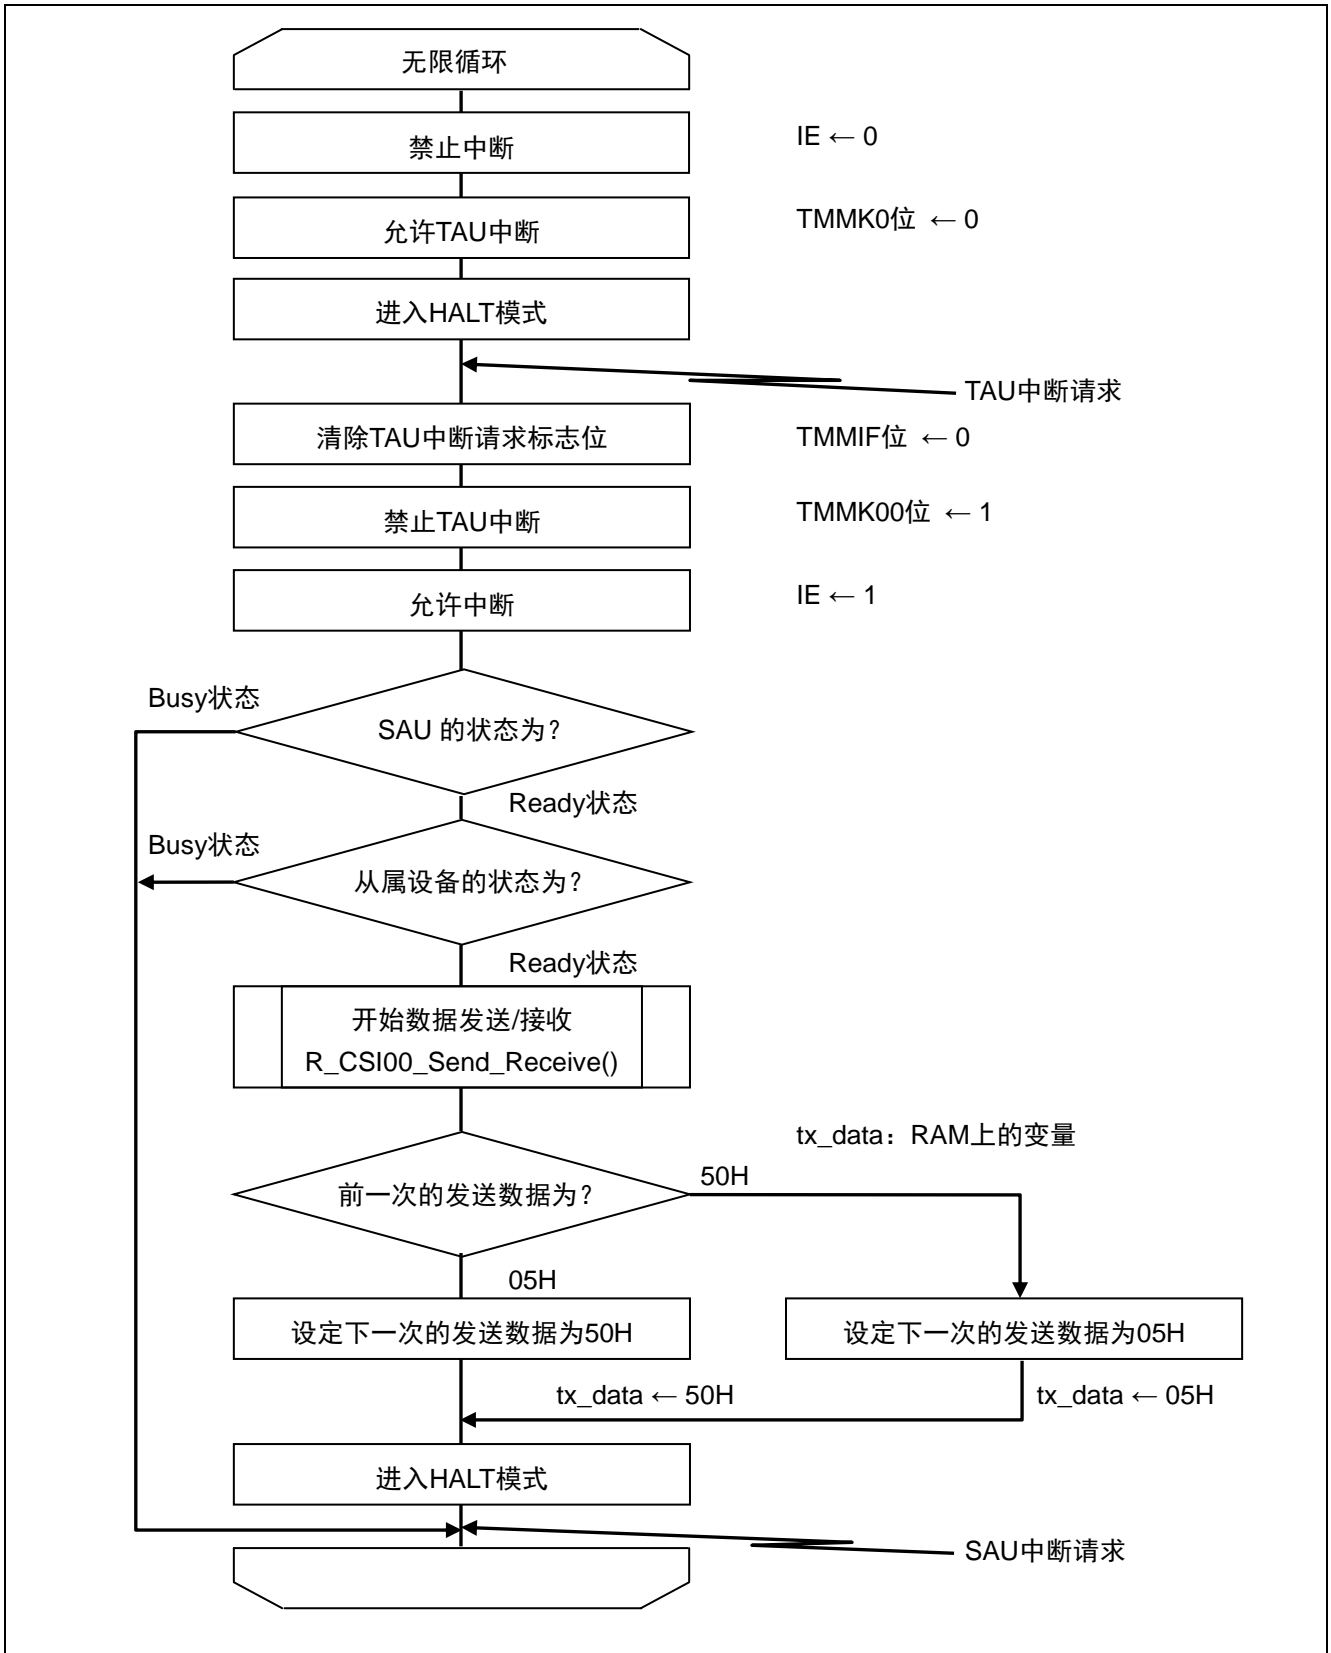 无限循环
禁止中断
IE ← 0
允许TAU中断
TMMK0位 ← 0
进入HALT模式
TAU中断请求
清除TAU中断请求标志位
TMMIF位 ← 0
禁止TAU中断
TMMK00位 ← 1
允许中断
IE ← 1
Busy状态
SAU 的状态为?
Ready状态
Busy状态
从属设备的状态为?
Ready状态
开始数据发送/接收
R_CSI00_Send_Receive()
tx_data：RAM上的变量
前一次的发送数据为?
50H
05H
设定下一次的发送数据为50H
设定下一次的发送数据为05H
tx_data ← 50H
tx_data ← 05H
进入HALT模式
SAU中断请求